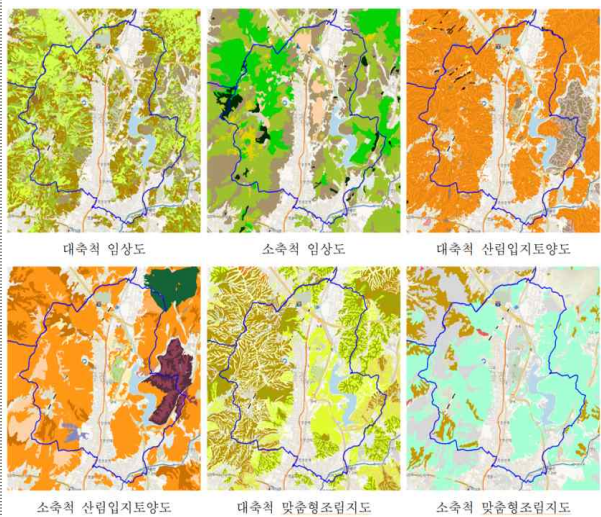 대축척 임상도
소축척 임상도
대축척 산림입지토양도
소축척 산림입지토양도
대축척 맞춤형조림지도
소축척 맞춤형조림지도